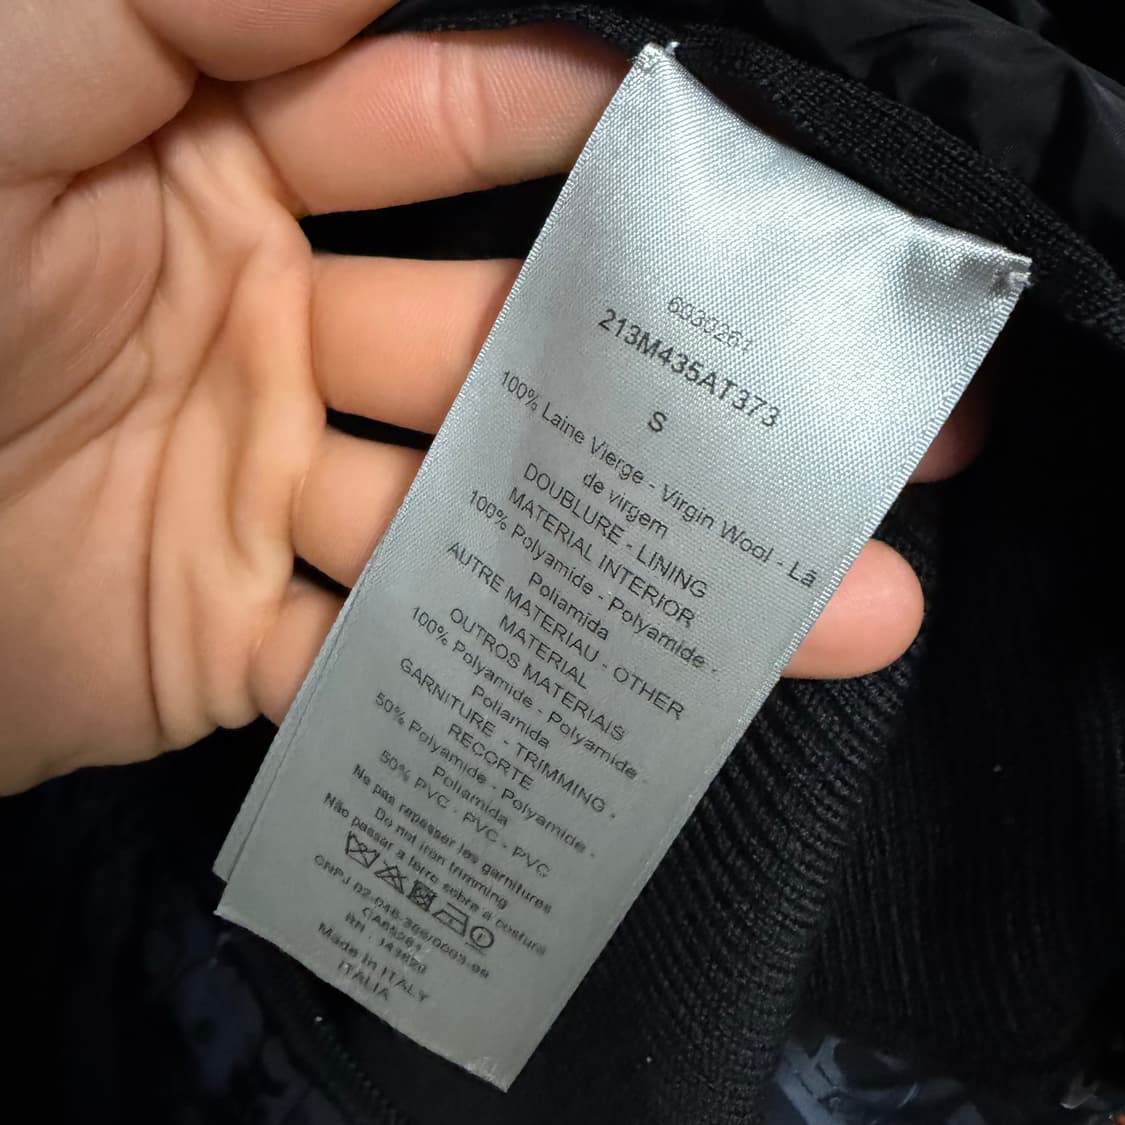 213M435AT373
S
100% Laine Vierge - Virgin Wool - Lã
de virgem
DOUBLURE - LINING
MATERIAL INTERIOR
100% Polyamide - Polyamide -
Poliamida
AUTRE MATERIAU - OTHER
MATERIAL
OUTROS MATERIAIS
100% Polyamide - Polyamide -
Poliamida
GARNITURE - TRIMMING -
RECORTE
50% Polyamide - Polyamide -
Poliamida
50% PVC - PVC - PVC
Ne pas repasser les garnitures
Do not iron trimming
Não passar a ferro sobre a costura
CNPJ
RN :
Made in ITALY
ITALIA